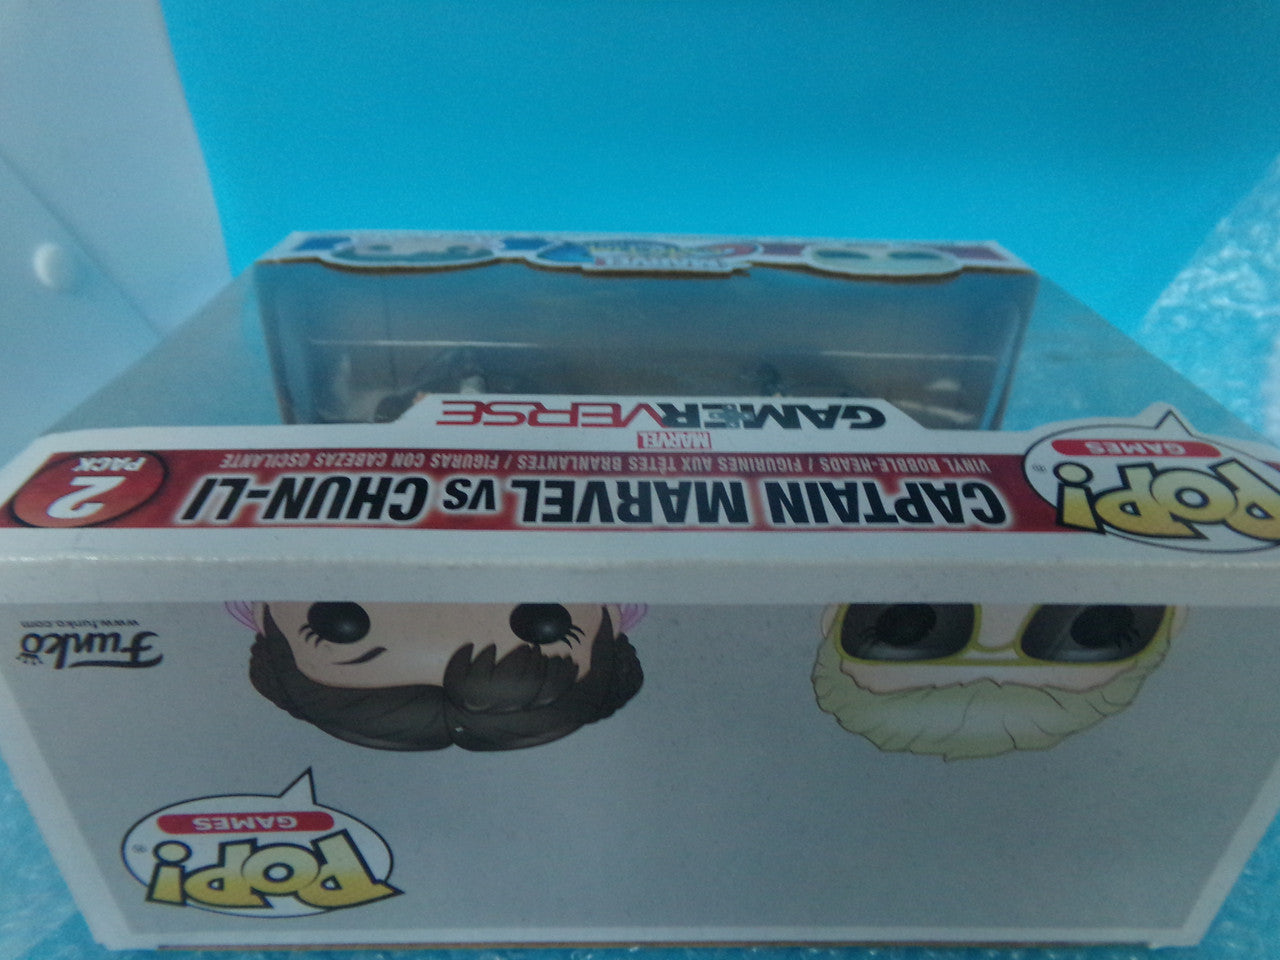 POP!
GAMES
Funko
www.funko.com
POP!
GAMES
CAPTAIN MARVEL VS CHUN-LI
VINYL BOBBLE-HEADS / FIGURINES AUX TÊTES BRANLANTES / FIGURAS CON CABEZAS OSCILANTE
2
PACK
MARVEL
GAMERVERSE
MARVEL